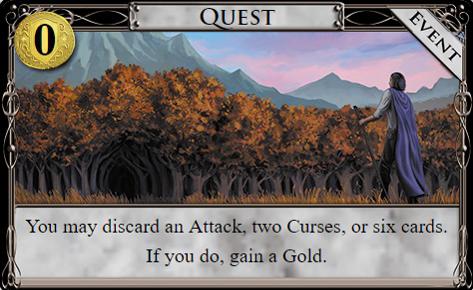 QUEST
0
EVENT
You may discard an Attack, two Curses, or six cards.
If you do, gain a Gold.